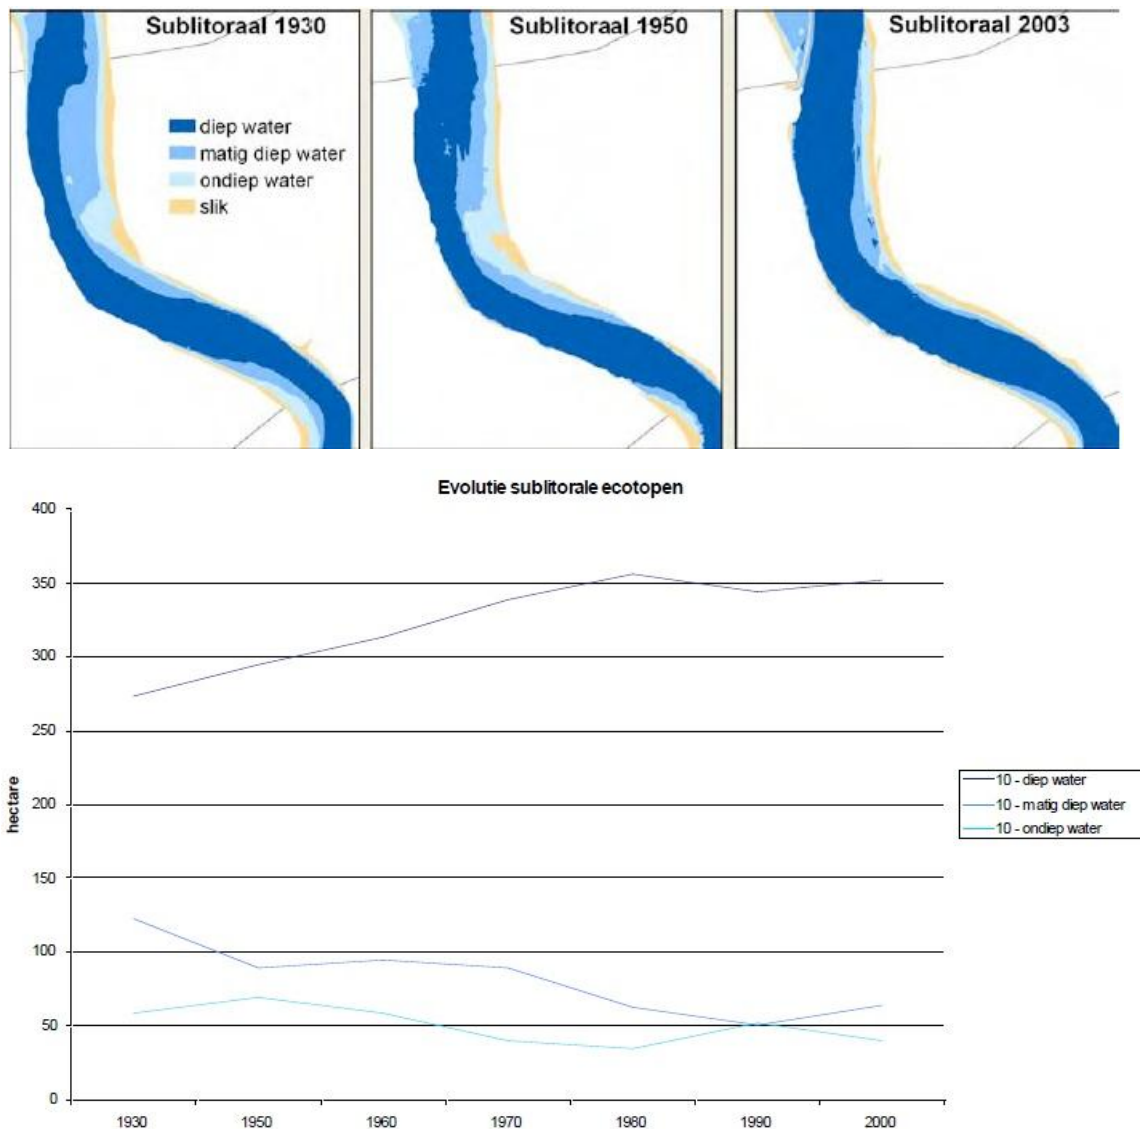 Sublitoraal 1930
Sublitoraal 1950
Sublitoraal 2003
diep water
matig diep water
ondiep water
slik
Evolutie sublitorale ecotopen
400
350
300
250
200
150
100
50
0
hectare
1930 1950 1960 1970 1980 1990 2000
10 - diep water
10 - matig diep water
10 - ondiep water